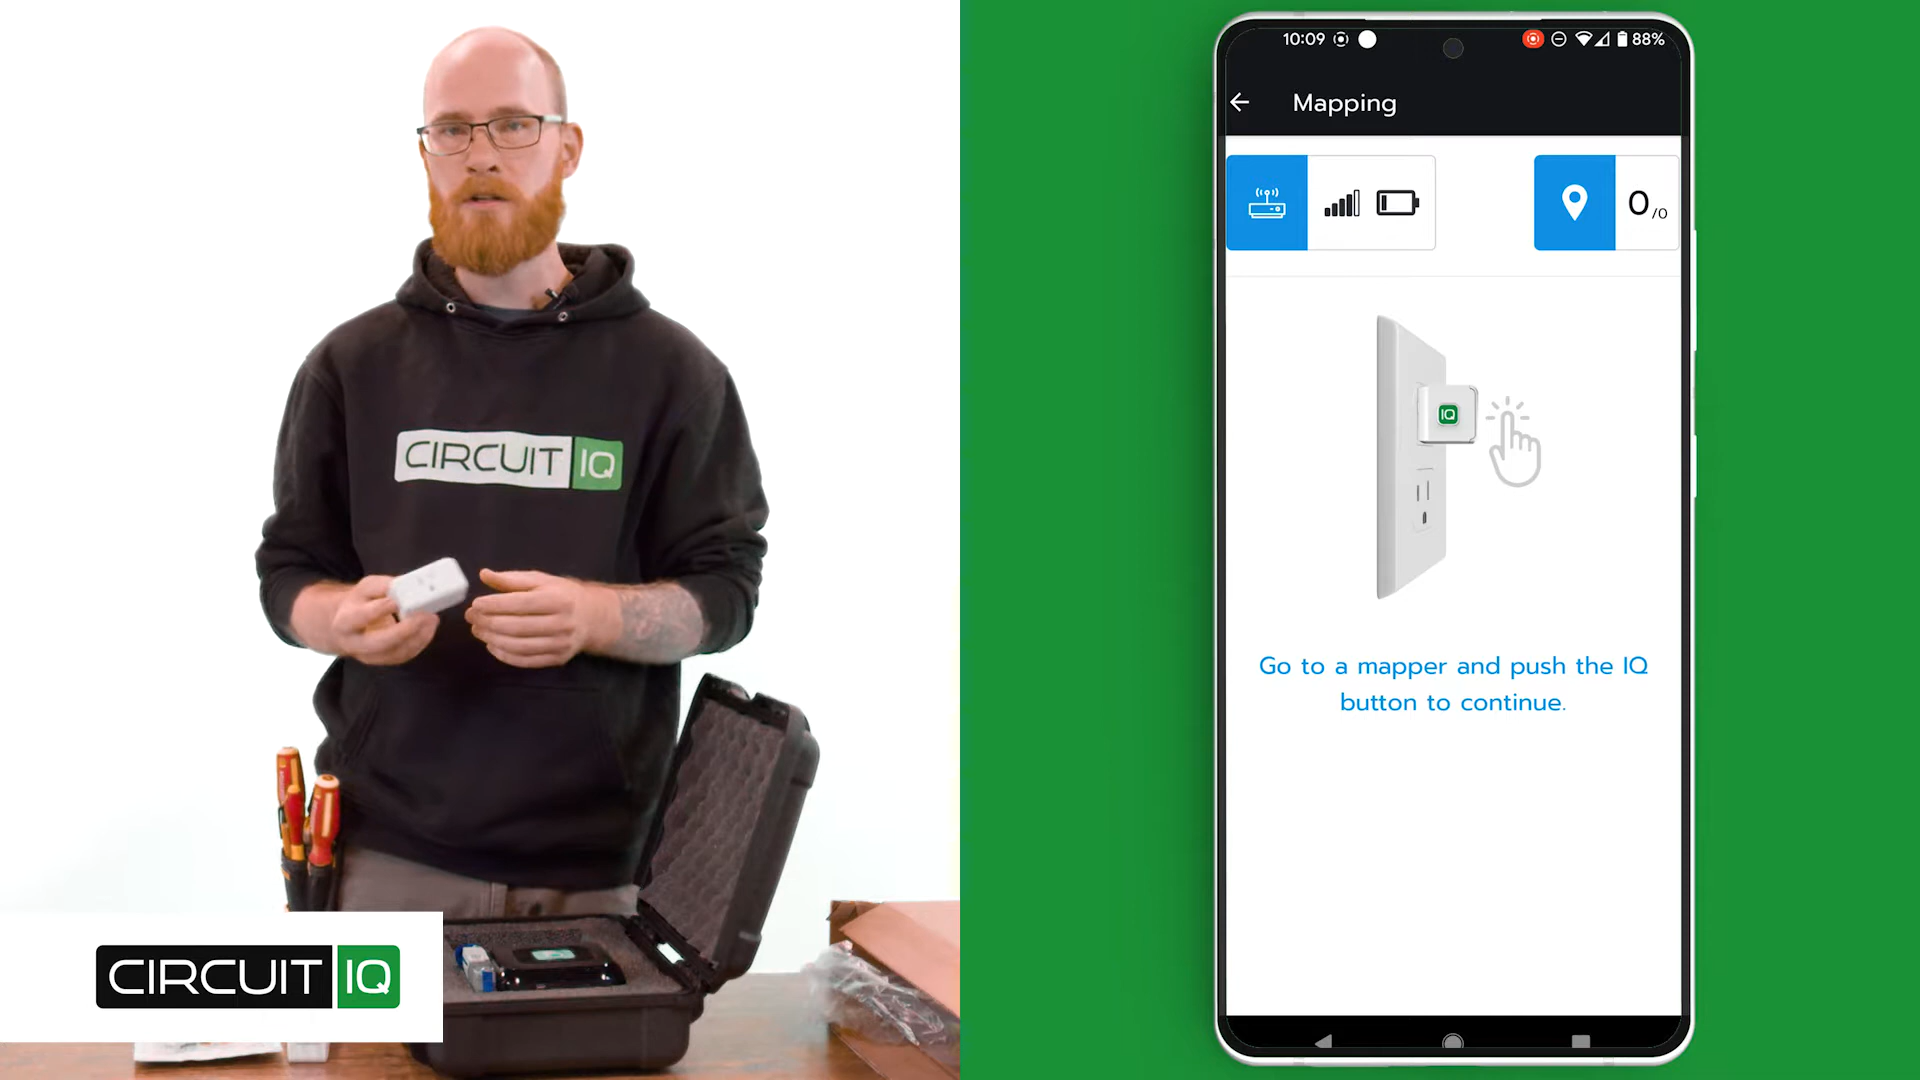 CIRCUIT IQ
CIRCUIT IQ
10:09
88%
Mapping
0/0
IQ
Go to a mapper and push the IQ
button to continue.